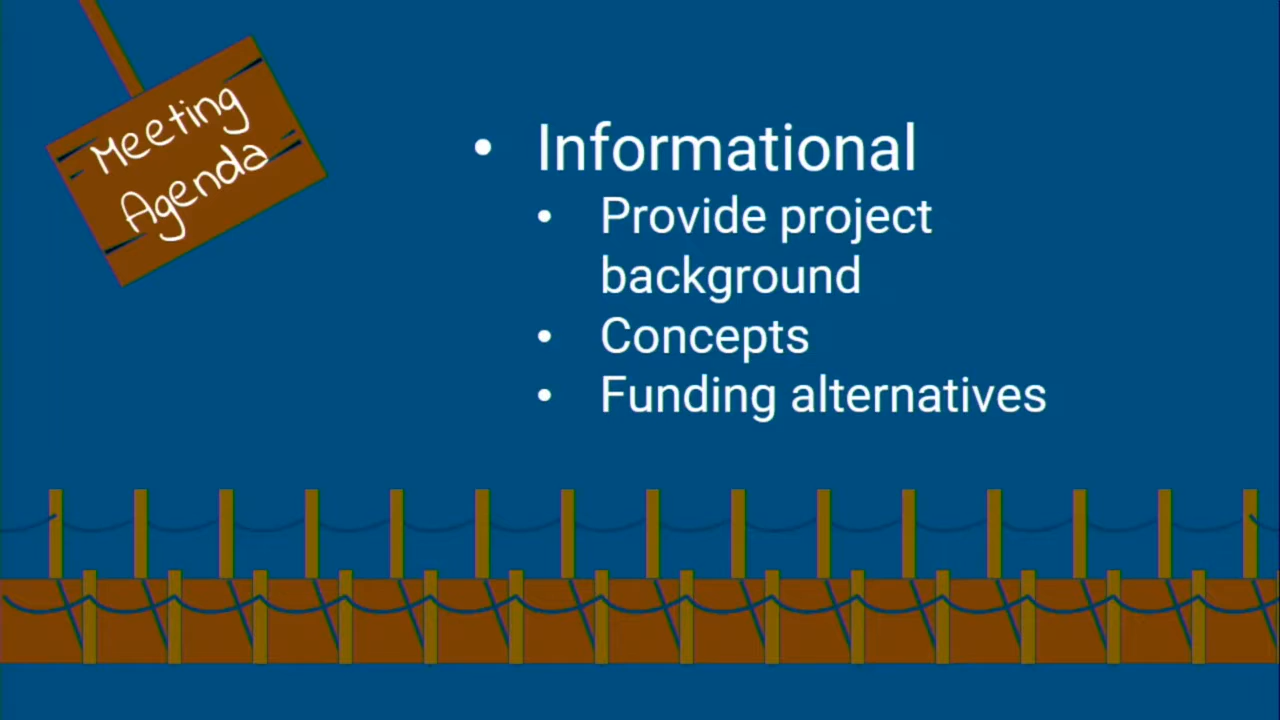 Meeting
Agenda
• Informational
• Provide project
background
• Concepts
• Funding alternatives